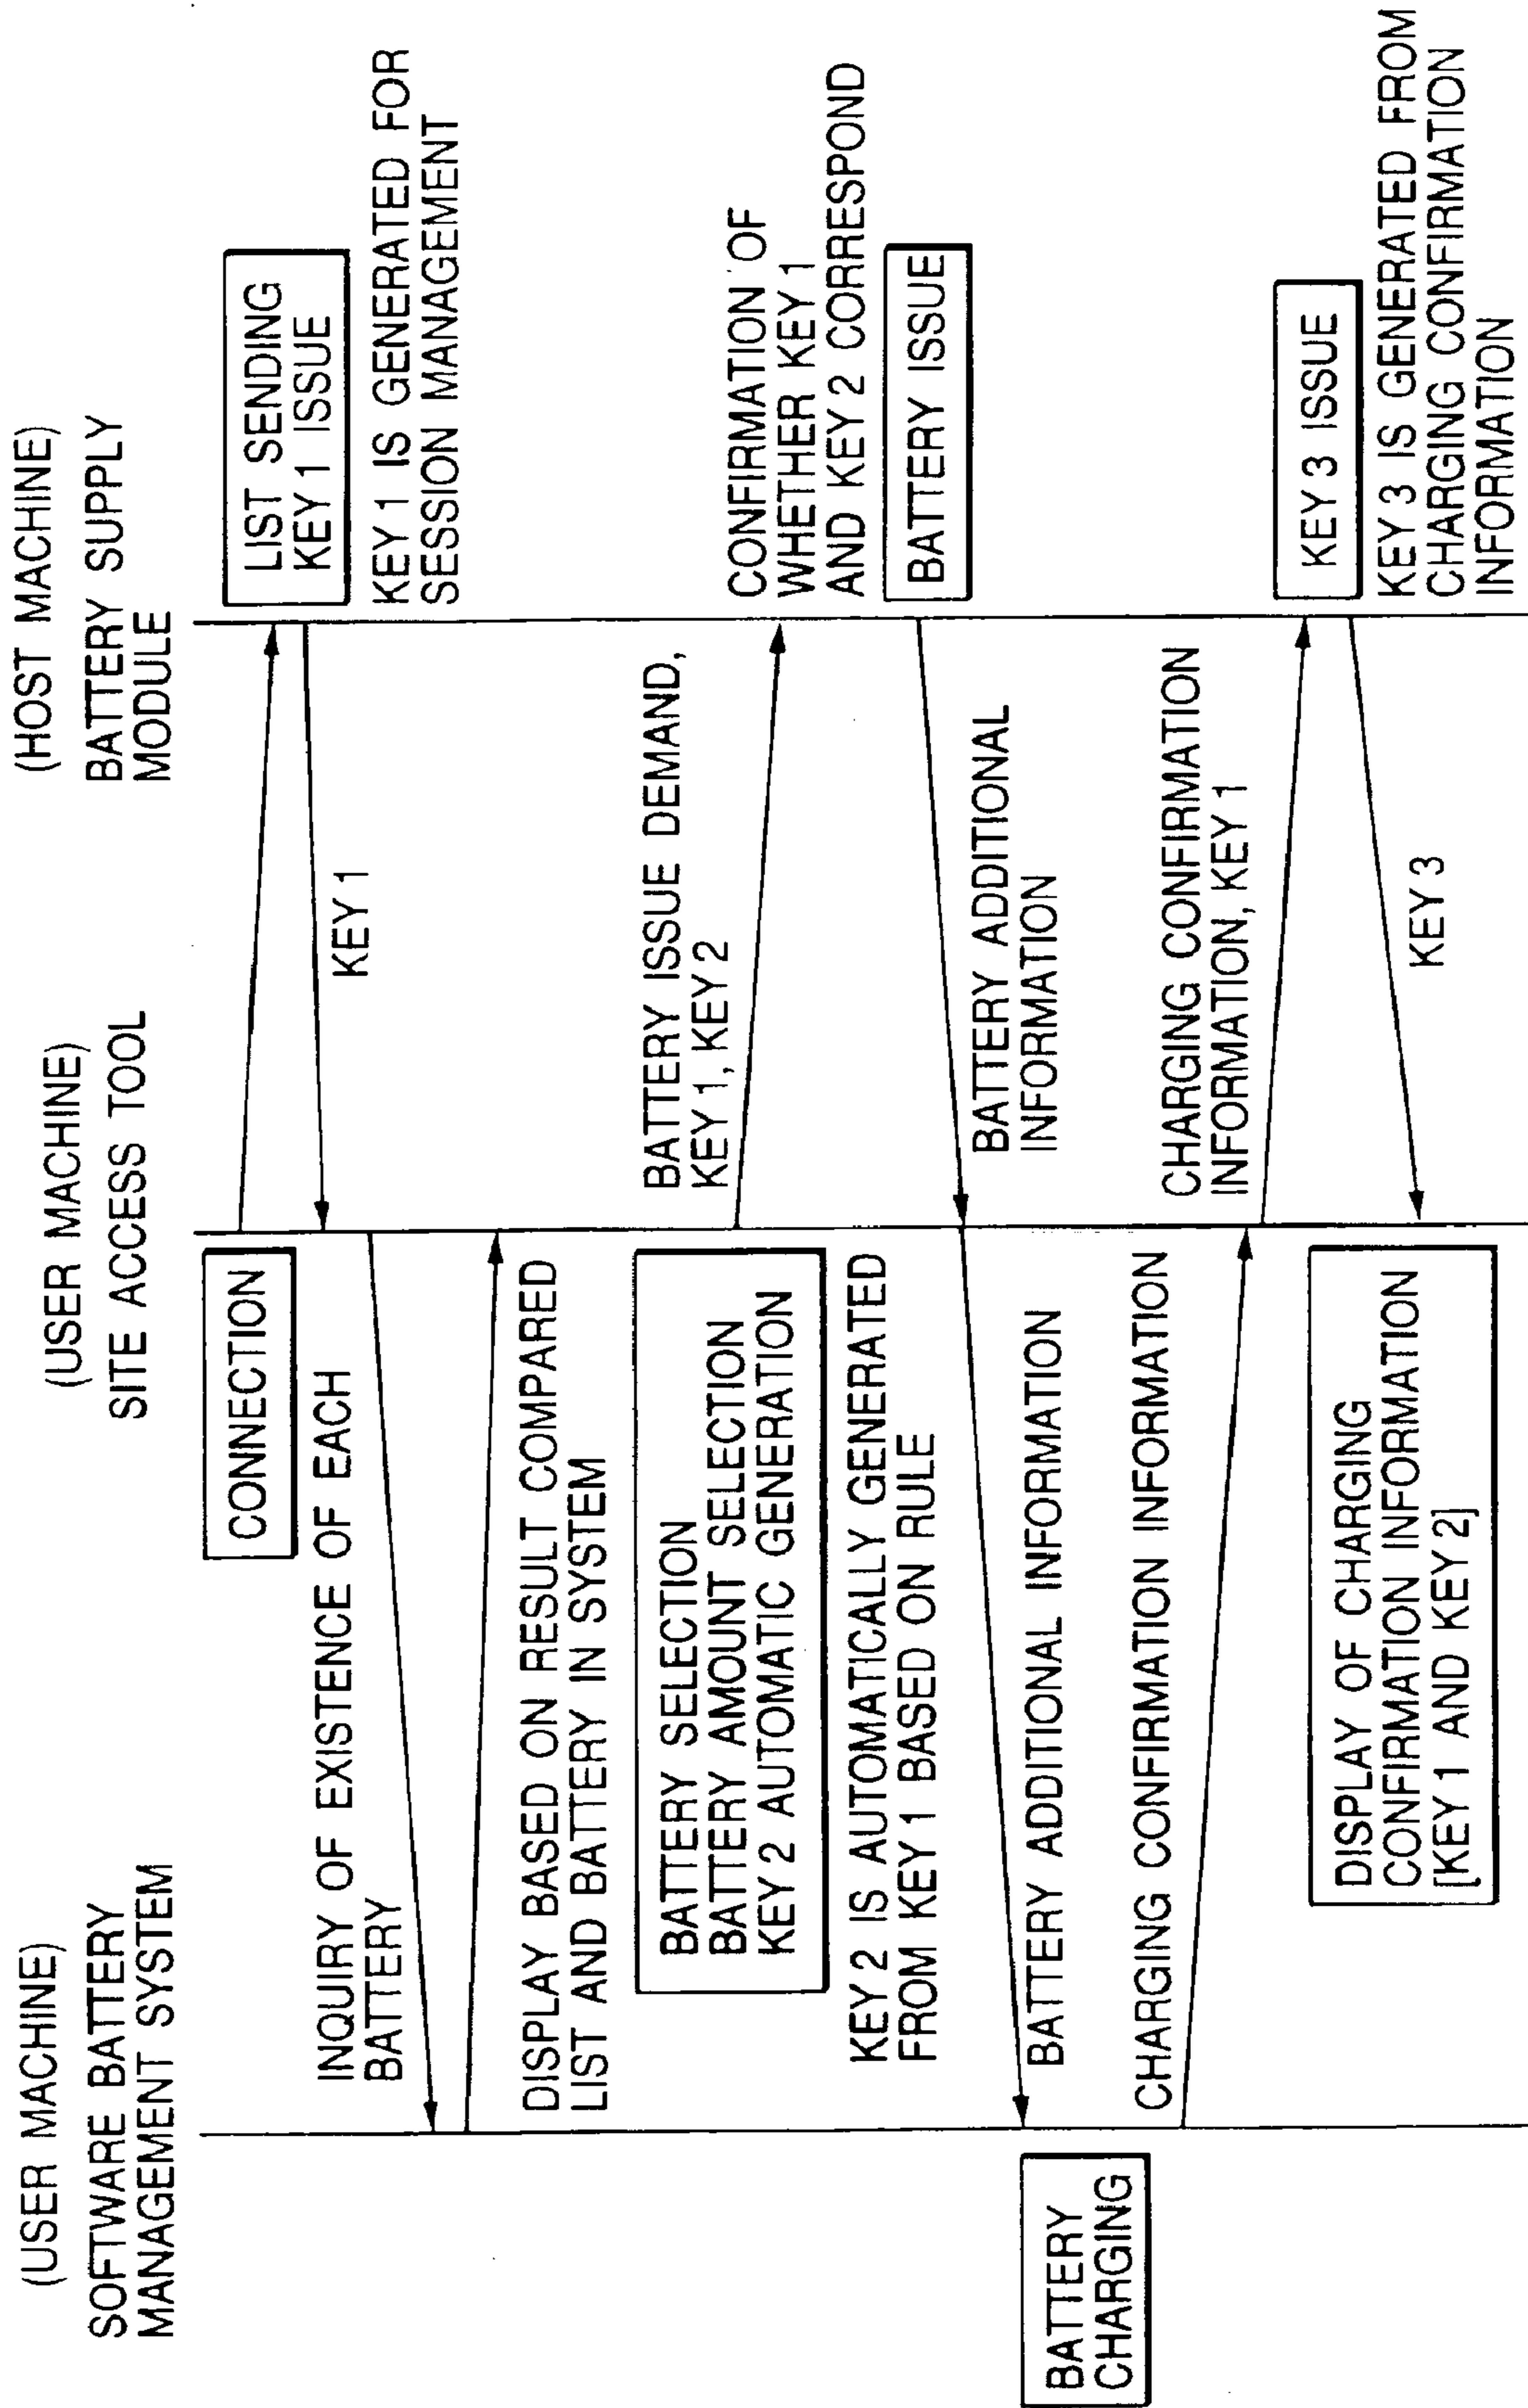 (USER MACHINE)
SOFTWARE BATTERY
MANAGEMENT SYSTEM
(USER MACHINE)
SITE ACCESS TOOL
(HOST MACHINE)
BATTERY SUPPLY
MODULE
CONNECTION
LIST SENDING
KEY 1 ISSUE
KEY 1
KEY 1 IS GENERATED FOR
SESSION MANAGEMENT
INQUIRY OF EXISTENCE OF EACH
BATTERY
DISPLAY BASED ON RESULT COMPARED
LIST AND BATTERY IN SYSTEM
BATTERY SELECTION
BATTERY AMOUNT SELECTION
KEY 2 AUTOMATIC GENERATION
BATTERY ISSUE DEMAND,
KEY 1, KEY 2
CONFIRMATION OF
WHETHER KEY 1
AND KEY 2 CORRESPOND
KEY 2 IS AUTOMATICALLY GENERATED
FROM KEY 1 BASED ON RULE
BATTERY ISSUE
BATTERY ADDITIONAL
INFORMATION
BATTERY ADDITIONAL INFORMATION
BATTERY
CHARGING
CHARGING CONFIRMATION INFORMATION
CHARGING CONFIRMATION
INFORMATION, KEY 1
KEY 3 ISSUE
KEY 3 IS GENERATED FROM
CHARGING CONFIRMATION
INFORMATION
KEY 3
DISPLAY OF CHARGING
CONFIRMATION INFORMATION
[KEY 1 AND KEY 2]